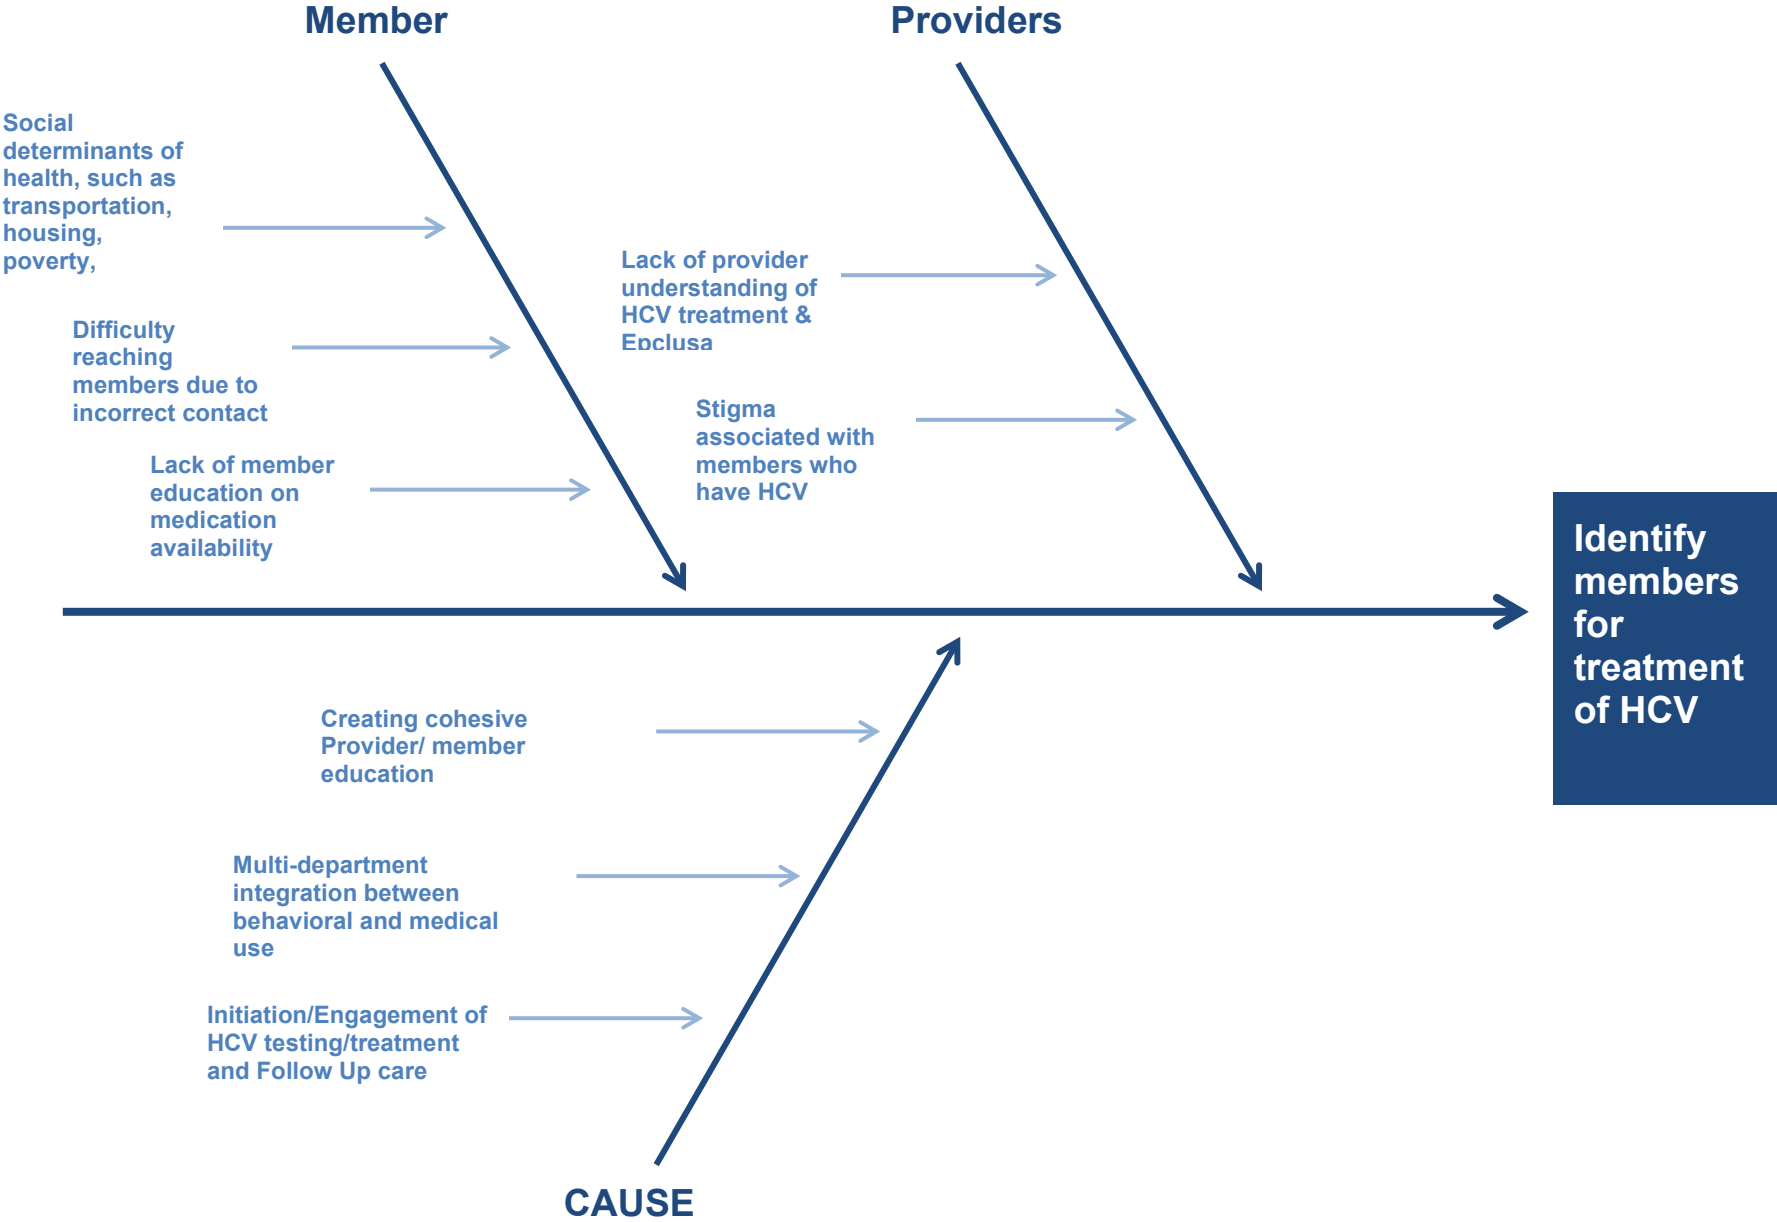 Member
Providers
Social
determinants of
health, such as
transportation,
housing,
poverty,
Difficulty
reaching
members due to
incorrect contact
Lack of member
education on
medication
availability
Lack of provider
understanding of
HCV treatment &
Epclusa
Stigma
associated with
members who
have HCV
Identify
members
for
treatment
of HCV
Creating cohesive
Provider/ member
education
Multi-department
integration between
behavioral and medical
use
Initiation/Engagement of
HCV testing/treatment
and Follow Up care
CAUSE